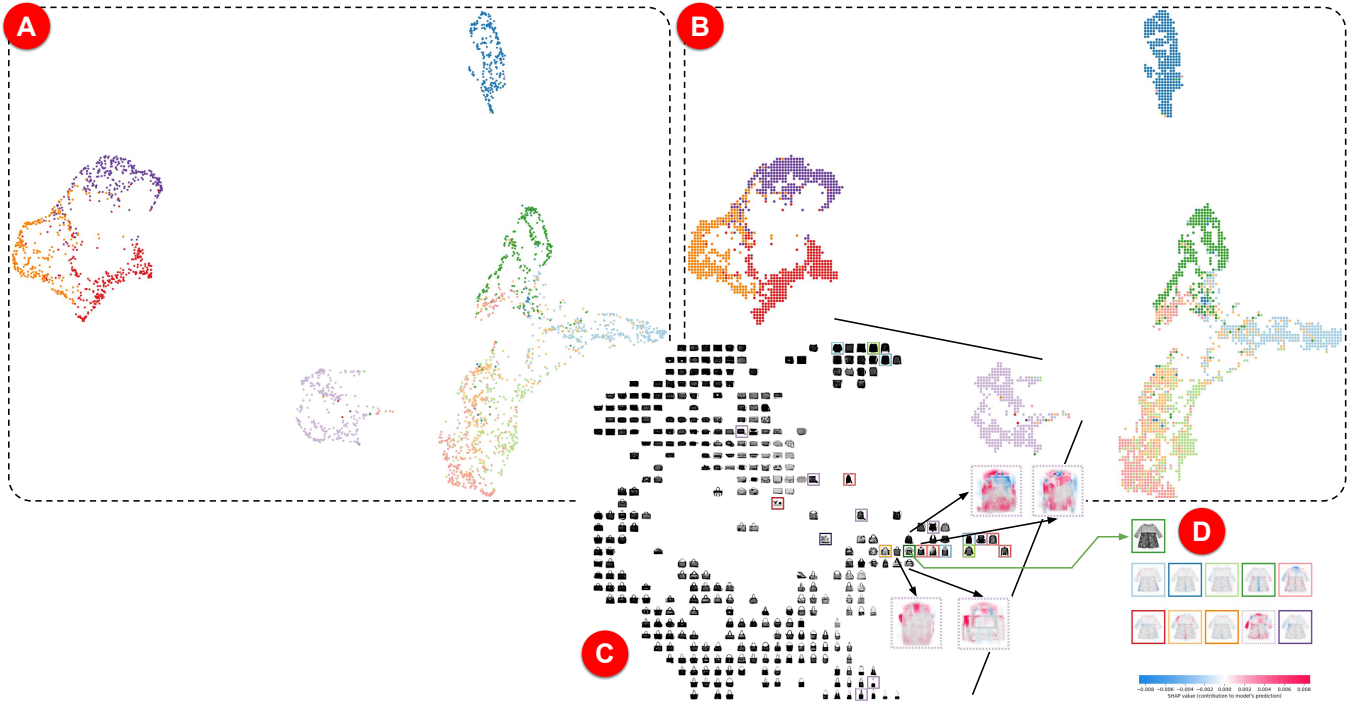 A
B
D
C
−0.008 −0.006 −0.004 −0.002 0.000 0.002 0.004 0.006 0.008
SHAP value (contribution to model's prediction)